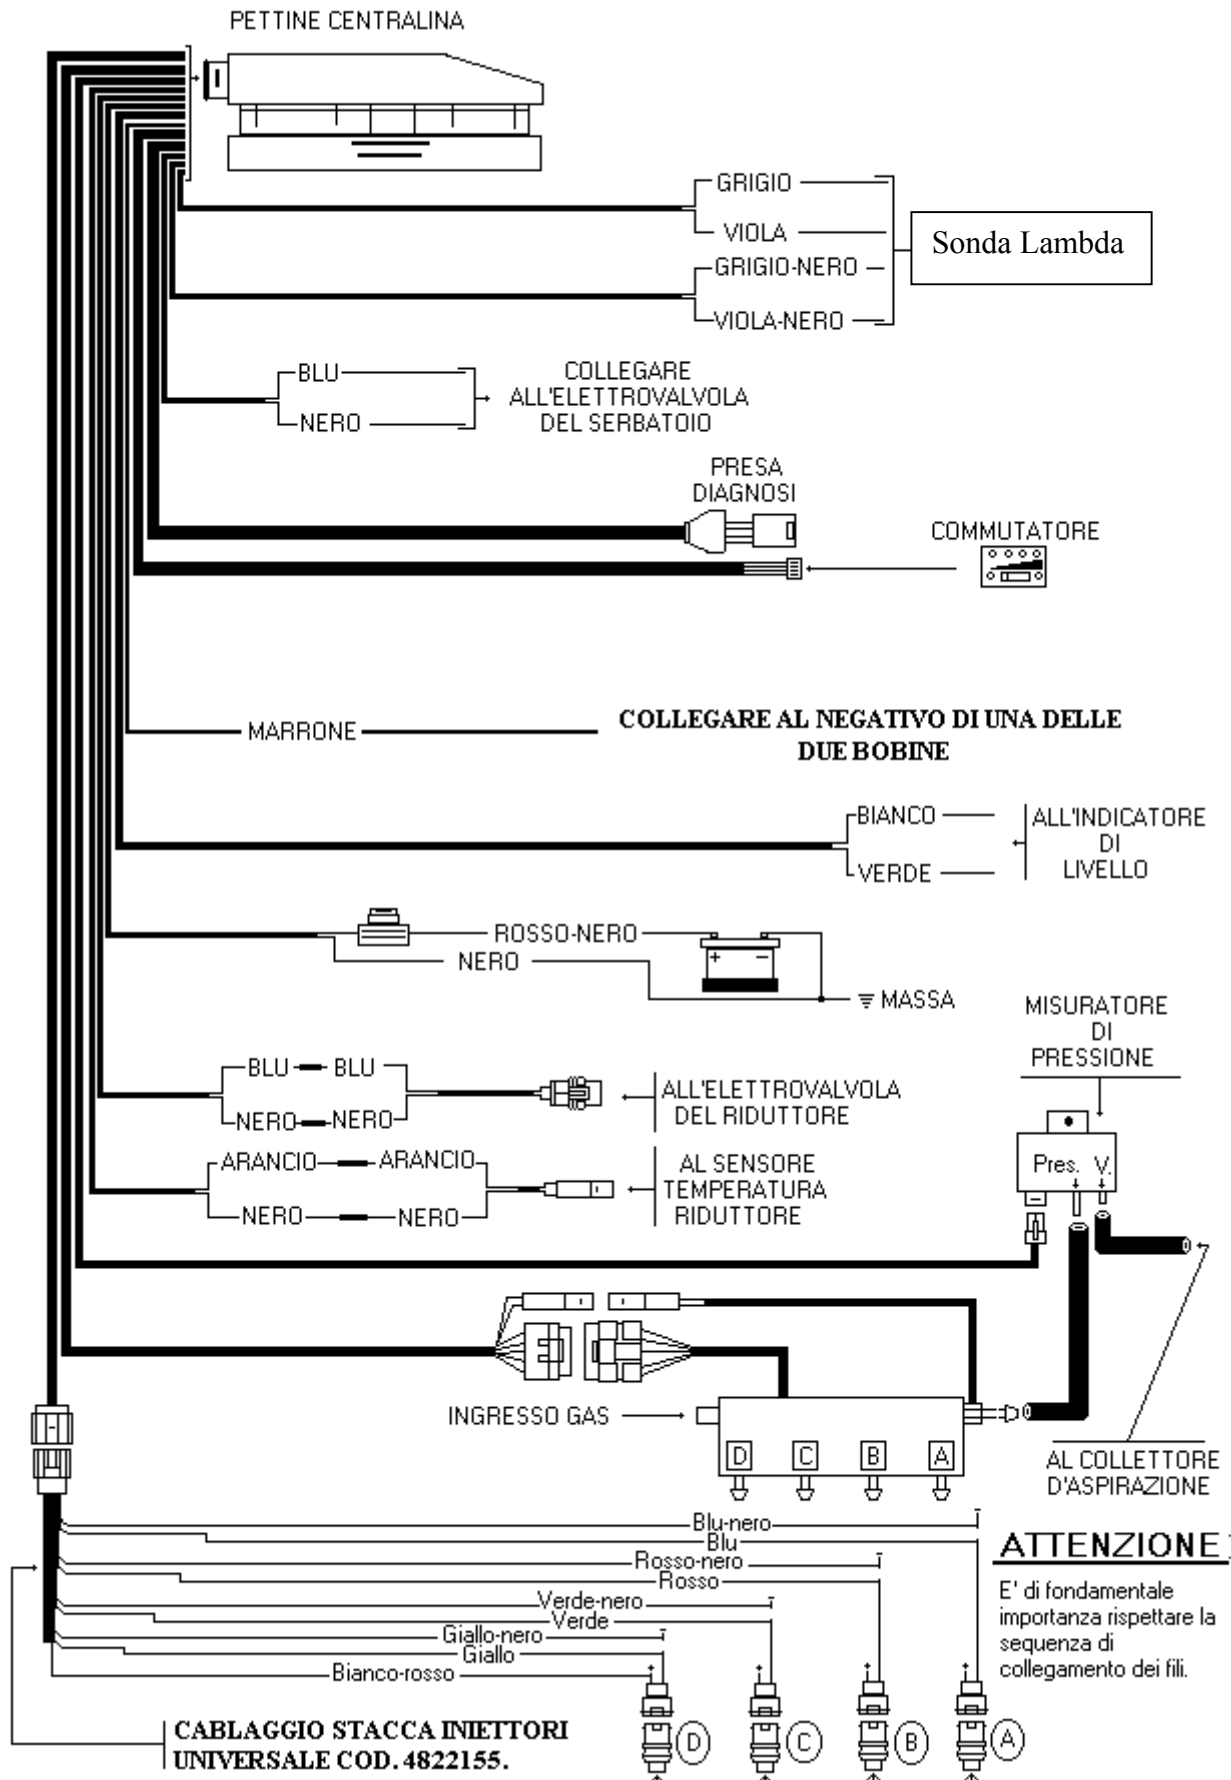 PETTINE CENTRALINA
GRIGIO
VIOLA
GRIGIO-NERO
VIOLA-NERO
Sonda Lambda
BLU
NERO
COLLEGARE
ALL'ELETTROVALVOLA
DEL SERBATOIO
PRESA
DIAGNOSI
COMMUTATORE
MARRONE
COLLEGARE AL NEGATIVO DI UNA DELLE
DUE BOBINE
BIANCO
VERDE
ALL'INDICATORE
DI
LIVELLO
ROSSO-NERO
NERO
+ −
MASSA
MISURATORE
DI
PRESSIONE
BLU BLU
NERO NERO
ALL'ELETTROVALVOLA
DEL RIDUTTORE
Pres. V.
ARANCIO ARANCIO
NERO NERO
AL SENSORE
TEMPERATURA
RIDUTTORE
INGRESSO GAS
D C B A
AL COLLETTORE
D'ASPIRAZIONE
Blu-nero
Blu
Rosso-nero
Rosso
Verde-nero
Verde
Giallo-nero
Giallo
Bianco-rosso
ATTENZIONE:
E' di fondamentale
importanza rispettare la
sequenza di
collegamento dei fili.
CABLAGGIO STACCA INIETTORI
UNIVERSALE COD. 4822155.
D C B A